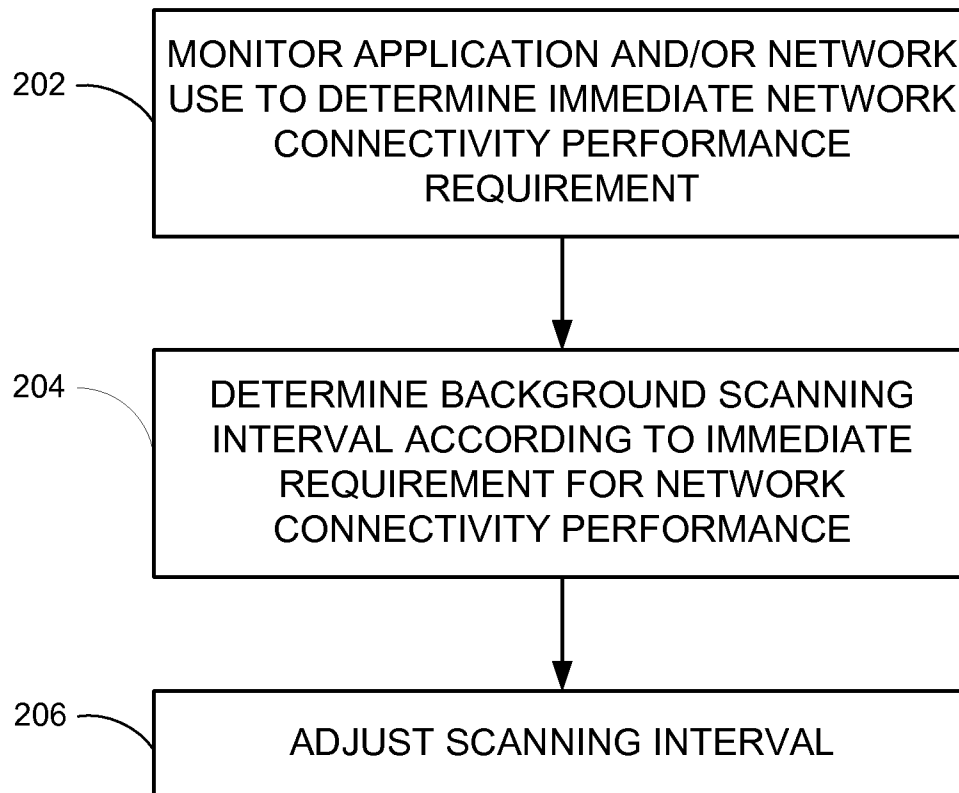 202
MONITOR APPLICATION AND/OR NETWORK
USE TO DETERMINE IMMEDIATE NETWORK
CONNECTIVITY PERFORMANCE
REQUIREMENT
204
DETERMINE BACKGROUND SCANNING
INTERVAL ACCORDING TO IMMEDIATE
REQUIREMENT FOR NETWORK
CONNECTIVITY PERFORMANCE
206
ADJUST SCANNING INTERVAL